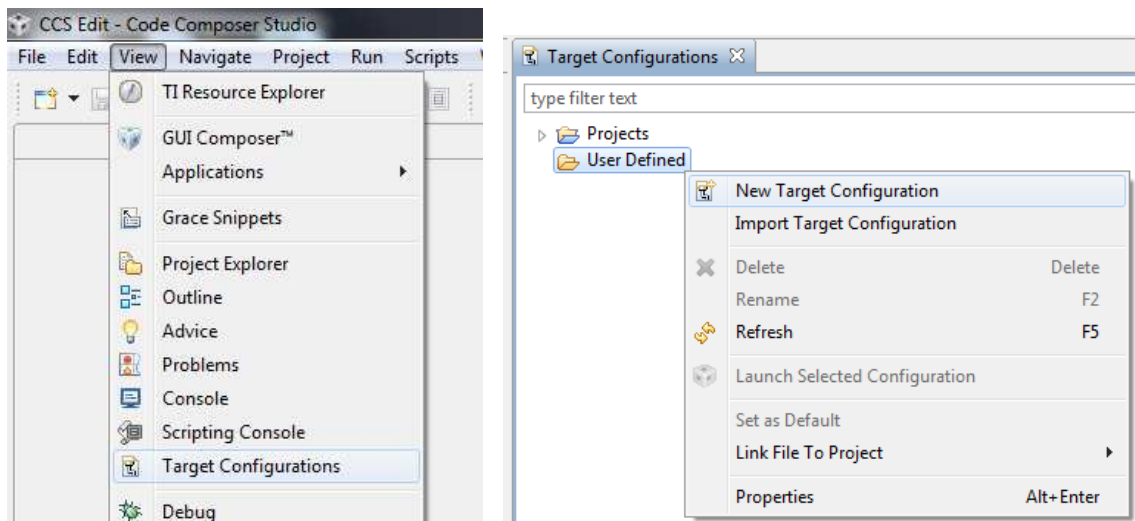 CCS Edit - Code Composer Studio
File Edit View Navigate Project Run Scripts
TI Resource Explorer
GUI Composer™
Applications
Grace Snippets
Project Explorer
Outline
Advice
Problems
Console
Scripting Console
Target Configurations
Debug
Target Configurations
type filter text
Projects
User Defined
New Target Configuration
Import Target Configuration
Delete Delete
Rename F2
Refresh F5
Launch Selected Configuration
Set as Default
Link File To Project
Properties Alt+Enter